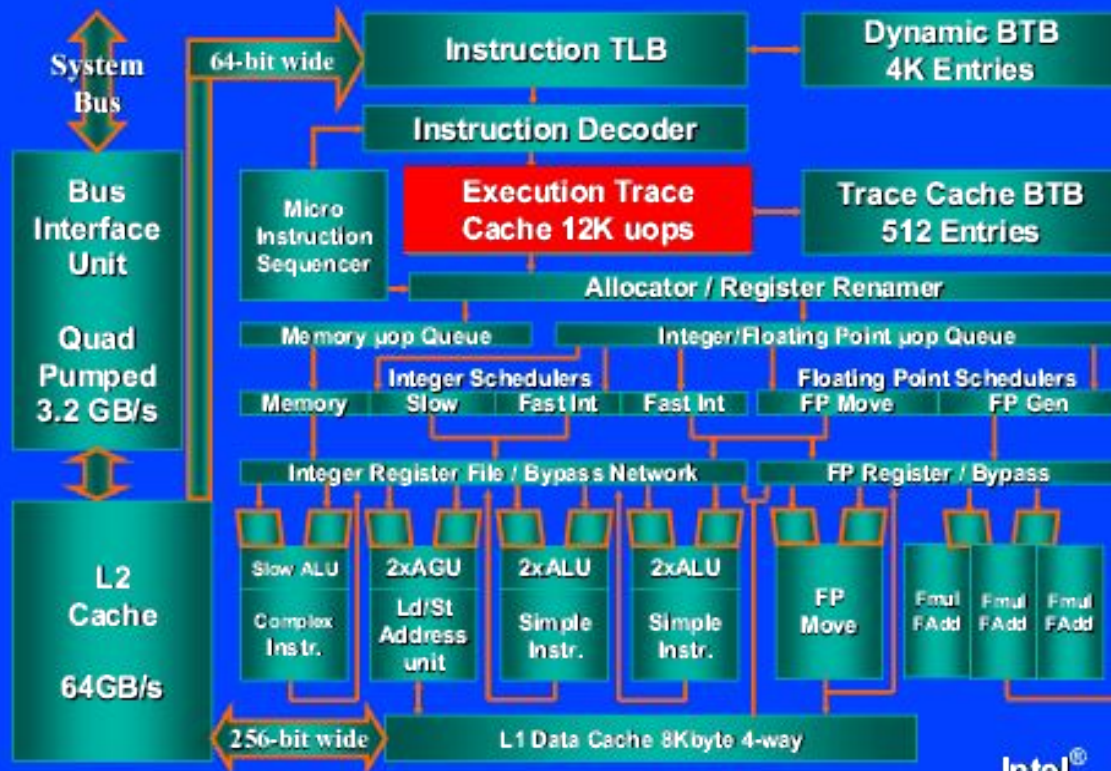 System
Bus
64-bit wide
Instruction TLB
Dynamic BTB
4K Entries
Instruction Decoder
Bus
Interface
Unit
Quad
Pumped
3.2 GB/s
Micro
Instruction
Sequencer
Execution Trace
Cache 12K uops
Trace Cache BTB
512 Entries
Allocator / Register Renamer
Memory µop Queue
Integer/Floating Point µop Queue
Integer Schedulers
Floating Point Schedulers
Memory
Slow
Fast Int
Fast Int
FP Move
FP Gen
Integer Register File / Bypass Network
FP Register / Bypass
L2
Cache
64GB/s
Slow ALU
Complex
Instr.
2xAGU
Ld/St
Address
unit
2xALU
Simple
Instr.
2xALU
Simple
Instr.
FP
Move
Fmul
FAdd
Fmul
FAdd
Fmul
FAdd
256-bit wide
L1 Data Cache 8Kbyte 4-way
Intel®